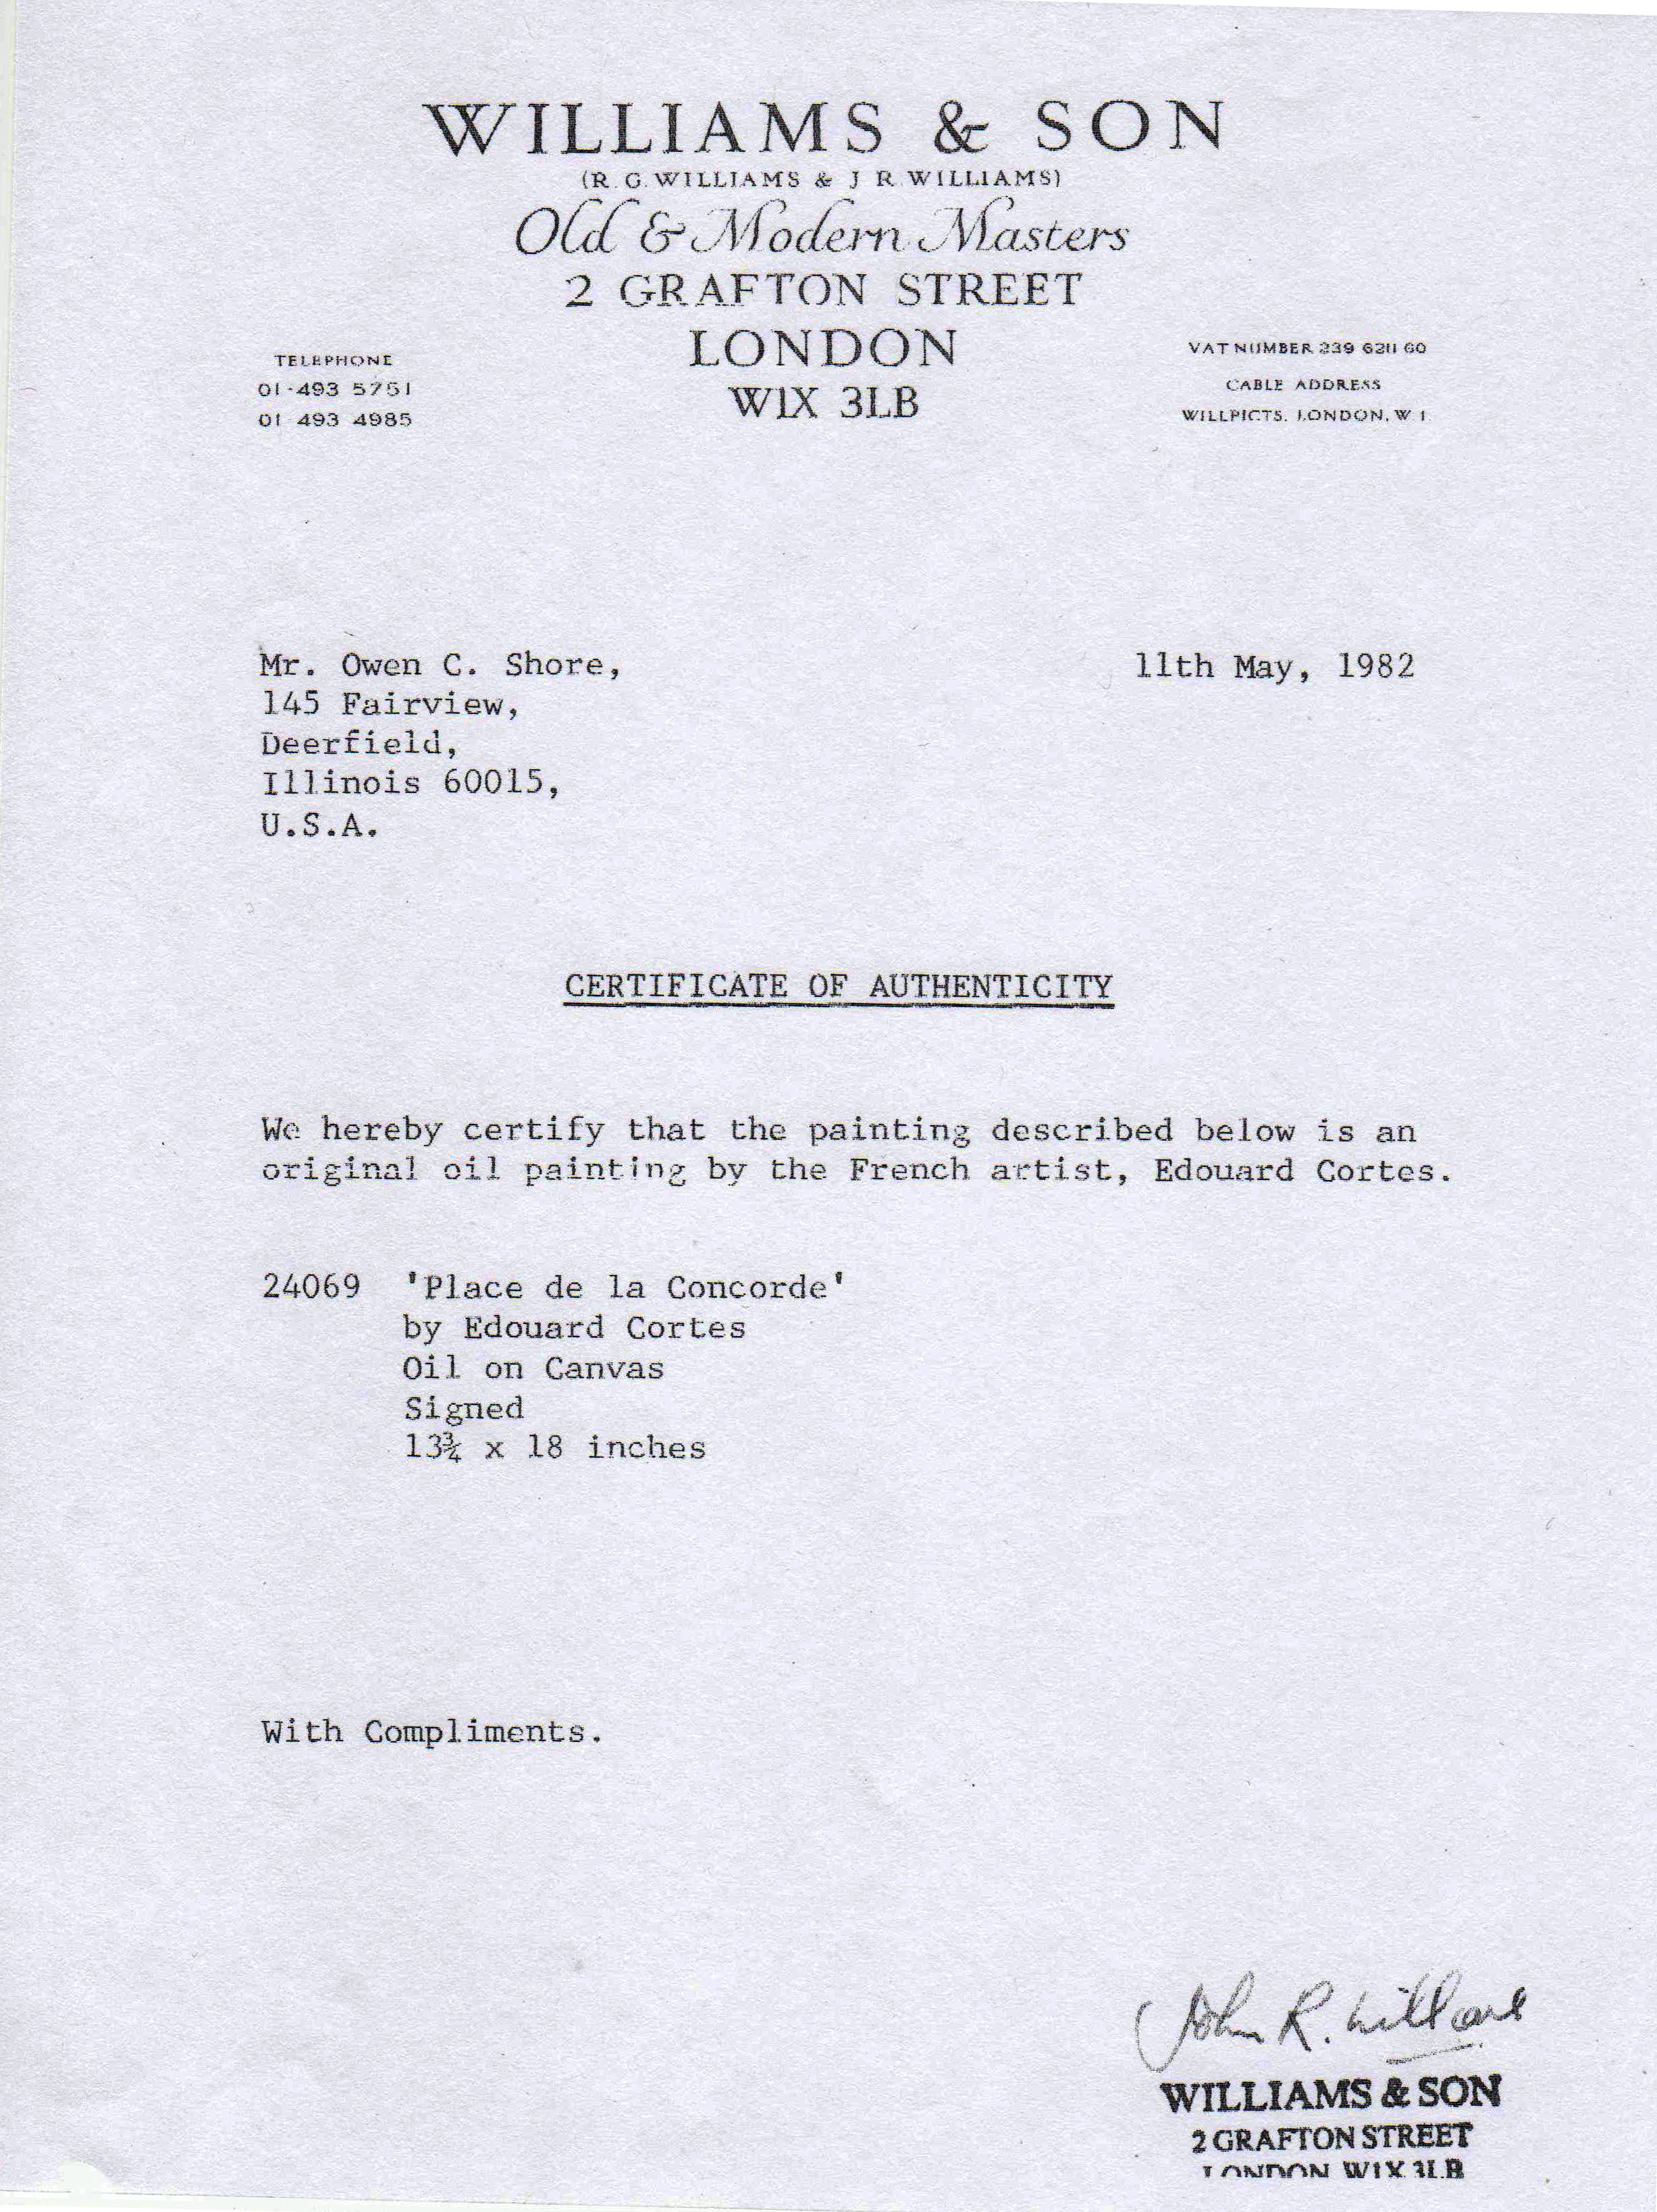 WILLIAMS & SON
(R. G. WILLIAMS & J R WILLIAMS)
Old & Modern Masters
2 GRAFTON STREET
LONDON
W1X 3LB
TELEPHONE
01-493 5751
01 493 4985
VAT NUMBER 239 6211 60
CABLE ADDRESS
WILLPICTS. LONDON. W 1
Mr. Owen C. Shore,
145 Fairview,
Deerfield,
Illinois 60015,
U.S.A.
11th May, 1982
CERTIFICATE OF AUTHENTICITY
We hereby certify that the painting described below is an
original oil painting by the French artist, Edouard Cortes.
24069 'Place de la Concorde'
by Edouard Cortes
Oil on Canvas
Signed
13¾ x 18 inches
With Compliments.
John R. Williams
WILLIAMS & SON
2 GRAFTON STREET
LONDON W1X 3LB